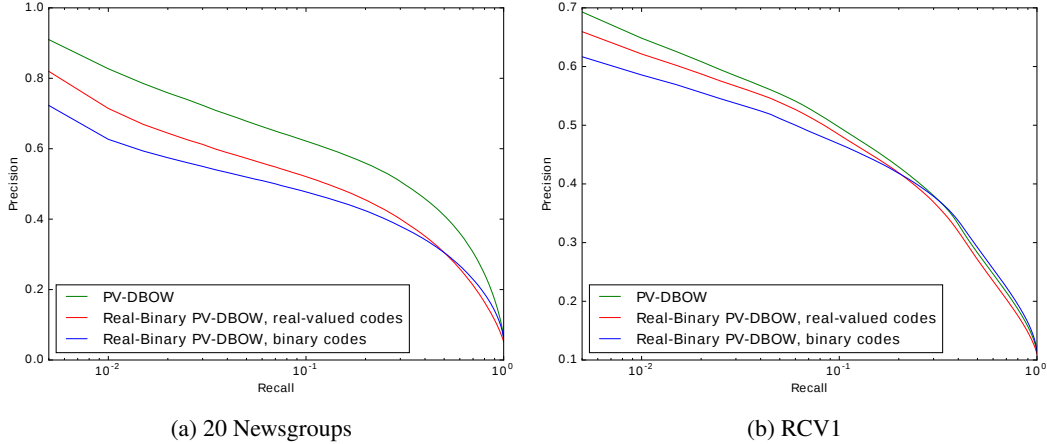 1.0
0.8
0.6
0.4
0.2
0.0
Precision
10⁻²
10⁻¹
10⁰
Recall
PV-DBOW
Real-Binary PV-DBOW, real-valued codes
Real-Binary PV-DBOW, binary codes
(a) 20 Newsgroups
0.7
0.6
0.5
0.4
0.3
0.2
0.1
Precision
10⁻²
10⁻¹
10⁰
Recall
PV-DBOW
Real-Binary PV-DBOW, real-valued codes
Real-Binary PV-DBOW, binary codes
(b) RCV1